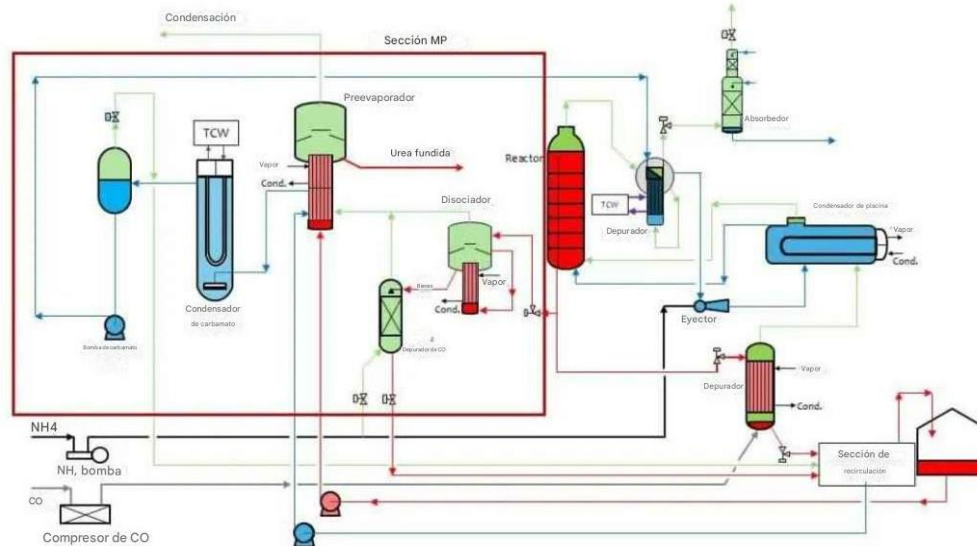 Condensación
Sección MP
Preevaporador
TCW
Vapor
Cond.
Urea fundida
Disociador
Reactor
Absorbedor
TCW
Depurador
Condensador de placina
Vapor
Cond.
Vapor
Cond.
Condensador
de carbamato
Bomba de carbamato
2
Depurador de CO
Eyector
Depurador
Vapor
Cond.
NH4
NH, bomba
CO
Compresor de CO
Sección de
recirculación